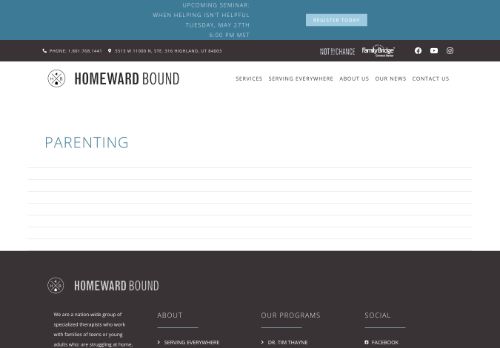 UPCOMING SEMINAR:
WHEN HELPING ISN'T HELPFUL
TUESDAY, MAY 27TH
6:00 PM MST
REGISTER TODAY
PHONE: 1.801.768.1441
5513 W 11000 N, STE. 316 HIGHLAND, UT 84003
NOT BY CHANCE
FamilyBridge
HOMEWARD BOUND
SERVICES
SERVING EVERYWHERE
ABOUT US
OUR NEWS
CONTACT US
PARENTING
HOMEWARD BOUND
We are a nation-wide group of
specialized therapists who work
with families of teens or young
adults who are struggling at home,
ABOUT
SERVING EVERYWHERE
OUR PROGRAMS
DR. TIM THAYNE
SOCIAL
FACEBOOK